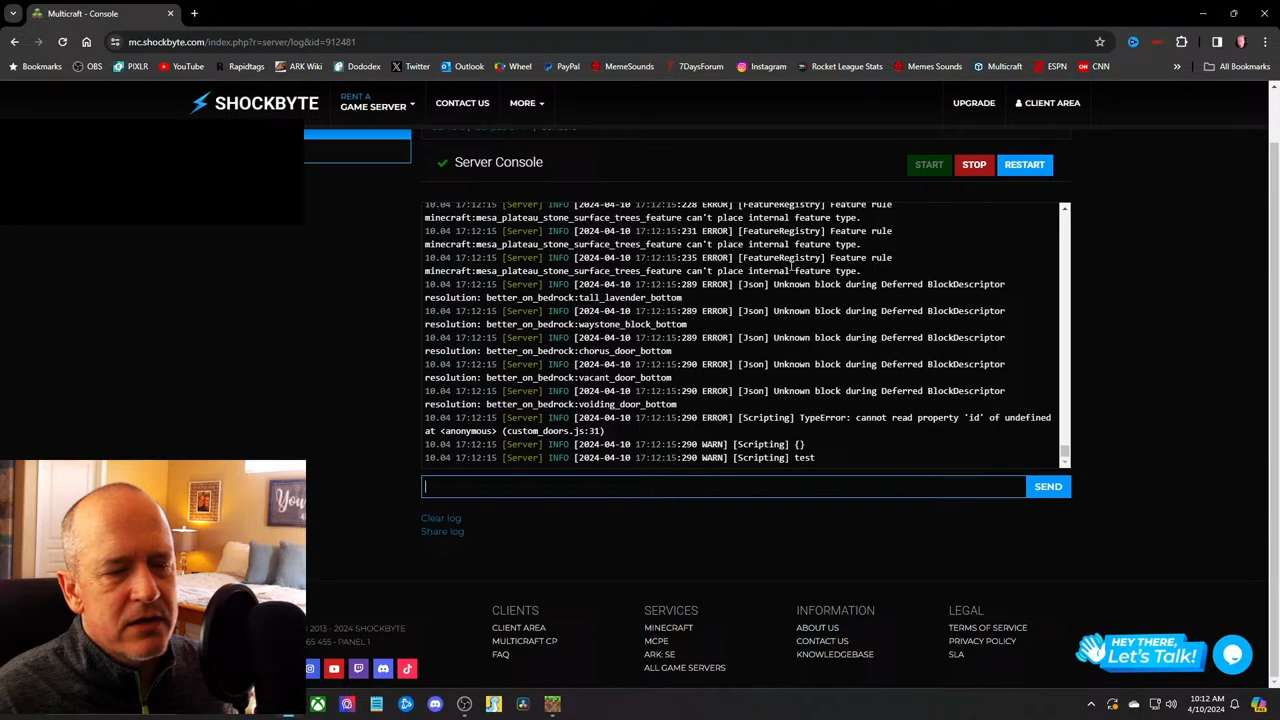 Multicraft - Console
mc.shockbyte.com/index.php?r=server/log&id=912481
Bookmarks OBS PIXLR YouTube Rapidtags ARK Wiki Dododex Twitter Outlook Wheel PayPal MemeSounds 7DaysForum Instagram Rocket League Stats Memes Sounds Multicraft ESPN CNN » All Bookmarks
SHOCKBYTE
RENT A
GAME SERVER
CONTACT US
MORE
UPGRADE
CLIENT AREA
Server Console
START STOP RESTART
10.04 17:12:15 [Server] INFO [2024-04-10 17:12:15:228 ERROR] [FeatureRegistry] Feature rule
minecraft:mesa_plateau_stone_surface_trees_feature can't place internal feature type.
10.04 17:12:15 [Server] INFO [2024-04-10 17:12:15:231 ERROR] [FeatureRegistry] Feature rule
minecraft:mesa_plateau_stone_surface_trees_feature can't place internal feature type.
10.04 17:12:15 [Server] INFO [2024-04-10 17:12:15:235 ERROR] [FeatureRegistry] Feature rule
minecraft:mesa_plateau_stone_surface_trees_feature can't place internal feature type.
10.04 17:12:15 [Server] INFO [2024-04-10 17:12:15:289 ERROR] [Json] Unknown block during Deferred BlockDescriptor
resolution: better_on_bedrock:tall_lavender_bottom
10.04 17:12:15 [Server] INFO [2024-04-10 17:12:15:289 ERROR] [Json] Unknown block during Deferred BlockDescriptor
resolution: better_on_bedrock:waystone_block_bottom
10.04 17:12:15 [Server] INFO [2024-04-10 17:12:15:289 ERROR] [Json] Unknown block during Deferred BlockDescriptor
resolution: better_on_bedrock:chorus_door_bottom
10.04 17:12:15 [Server] INFO [2024-04-10 17:12:15:290 ERROR] [Json] Unknown block during Deferred BlockDescriptor
resolution: better_on_bedrock:vacant_door_bottom
10.04 17:12:15 [Server] INFO [2024-04-10 17:12:15:290 ERROR] [Json] Unknown block during Deferred BlockDescriptor
resolution: better_on_bedrock:voiding_door_bottom
10.04 17:12:15 [Server] INFO [2024-04-10 17:12:15:290 ERROR] [Scripting] TypeError: cannot read property 'id' of undefined
at <anonymous> (custom_doors.js:31)
10.04 17:12:15 [Server] INFO [2024-04-10 17:12:15:290 WARN] [Scripting] {}
10.04 17:12:15 [Server] INFO [2024-04-10 17:12:15:290 WARN] [Scripting] test
SEND
Clear log
Share log
You
2013 - 2024 SHOCKBYTE
65 455 - PANEL 1
CLIENTS
CLIENT AREA
MULTICRAFT CP
FAQ
SERVICES
MINECRAFT
MCPE
ARK: SE
ALL GAME SERVERS
INFORMATION
ABOUT US
CONTACT US
KNOWLEDGEBASE
LEGAL
TERMS OF SERVICE
PRIVACY POLICY
SLA
HEY THERE,
Let's Talk!
10:12 AM
4/10/2024